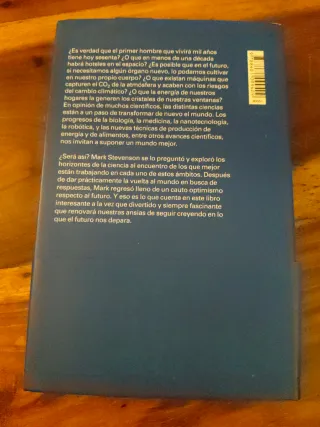 ¿Es verdad que el primer hombre que vivirá mil años
tiene hoy sesenta? ¿O que en menos de una década
habrá hoteles en el espacio? ¿Es posible que en el futuro,
si necesitamos algún órgano nuevo, lo podamos cultivar
en nuestro propio cuerpo? ¿O que existan máquinas que
capturen el CO₂ de la atmósfera y acaben con los riesgos
del cambio climático? ¿O que la energía de nuestros
hogares la generen los cristales de nuestras ventanas?
En opinión de muchos científicos, las distintas ciencias
están a un paso de transformar de nuevo el mundo. Los
progresos de la biología, la medicina, la nanotecnología,
la robótica, y las nuevas técnicas de producción de
energía y de alimentos, entre otros avances científicos;
nos invitan a suponer un mundo mejor.
¿Será así? Mark Stevenson se lo preguntó y exploró los
horizontes de la ciencia al encuentro de los que mejor
están trabajando en cada uno de estos ámbitos. Después
de dar prácticamente la vuelta al mundo en busca de
respuestas, Mark regresó lleno de un cauto optimismo
respecto al futuro. Y eso es lo que cuenta en este libro
interesante a la vez que divertido y siempre fascinante
que renovará nuestras ansias de seguir creyendo en lo
que el futuro nos depara.